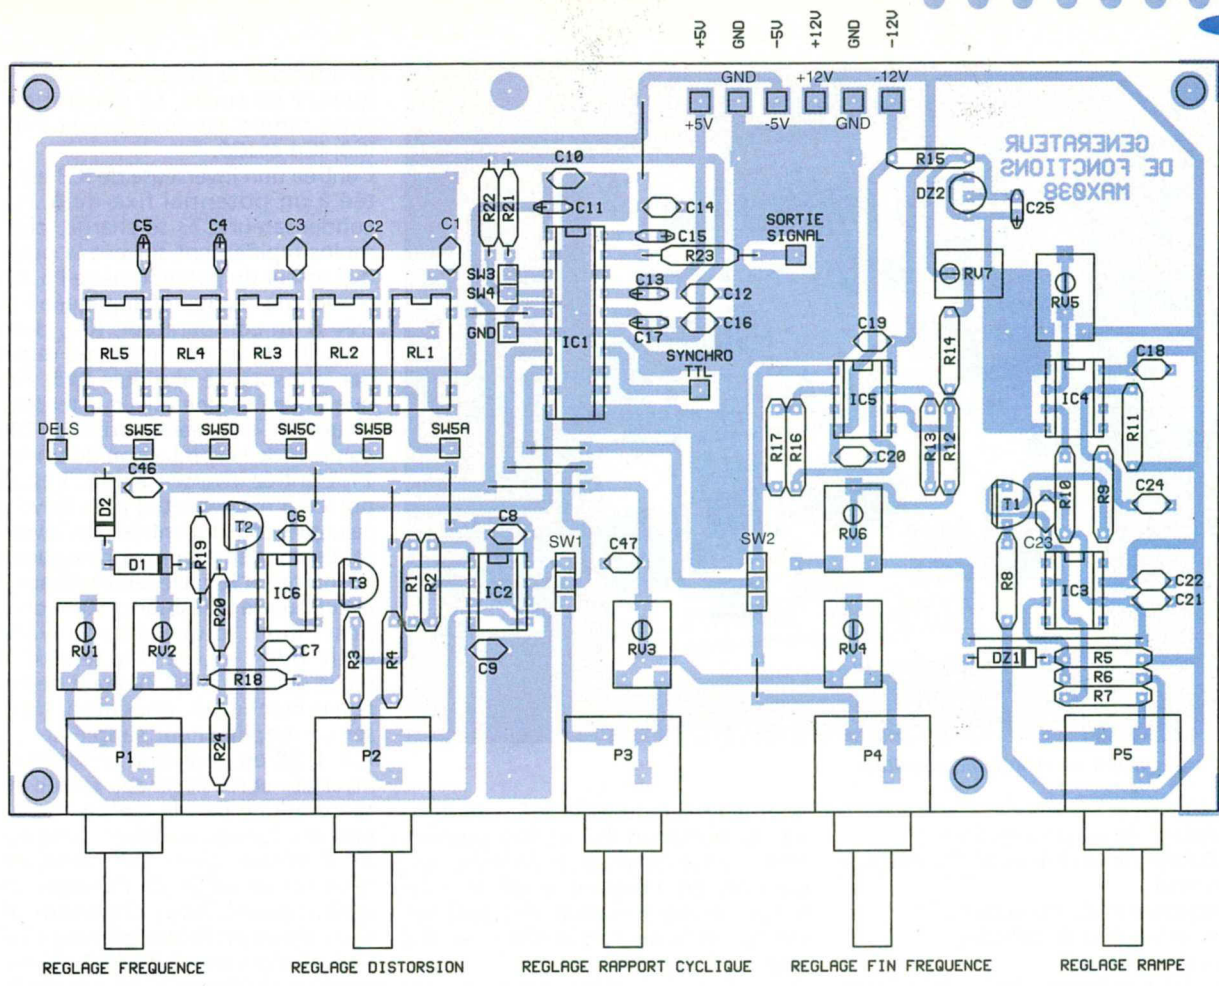 +5V GND -5V +12V GND -12V
GND +12V -12V
+5V -5V GND
GENERATEUR
DE FONCTIONS
MAX038
R15
DZ2
C25
C10
R22 R21 C11
C14
C15
R23
SORTIE
SIGNAL
C5 C4 C3 C2 C1
SW3
SW4
GND
C13 C12
C17 C16
IC1
SYNCHRO
TTL
RV7
RV5
C19
R14
RL5 RL4 RL3 RL2 RL1
IC5
IC4
C18
R11
DELS SW5E SW5D SW5C SW5B SW5A
R17 R16
C20
R13 R12
C46
D2
T2
C6
C8
SW1
C47
SW2
RV6
T1
R10
R9
C24
C23
R19
D1
R20
IC6
T3
R1 R2
IC2
R8
IC3
C22
C21
RV1 RV2
C7
R3 R4
C9
RV3
RV4
DZ1
R5
R6
R7
R18
R24
P1 P2 P3 P4 P5
REGLAGE FREQUENCE REGLAGE DISTORSION REGLAGE RAPPORT CYCLIQUE REGLAGE FIN FREQUENCE REGLAGE RAMPE